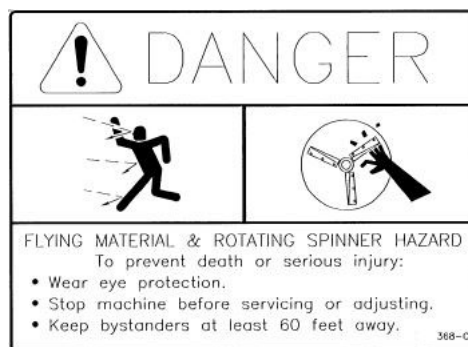 DANGER
FLYING MATERIAL & ROTATING SPINNER HAZARD
To prevent death or serious injury:
• Wear eye protection.
• Stop machine before servicing or adjusting.
• Keep bystanders at least 60 feet away.